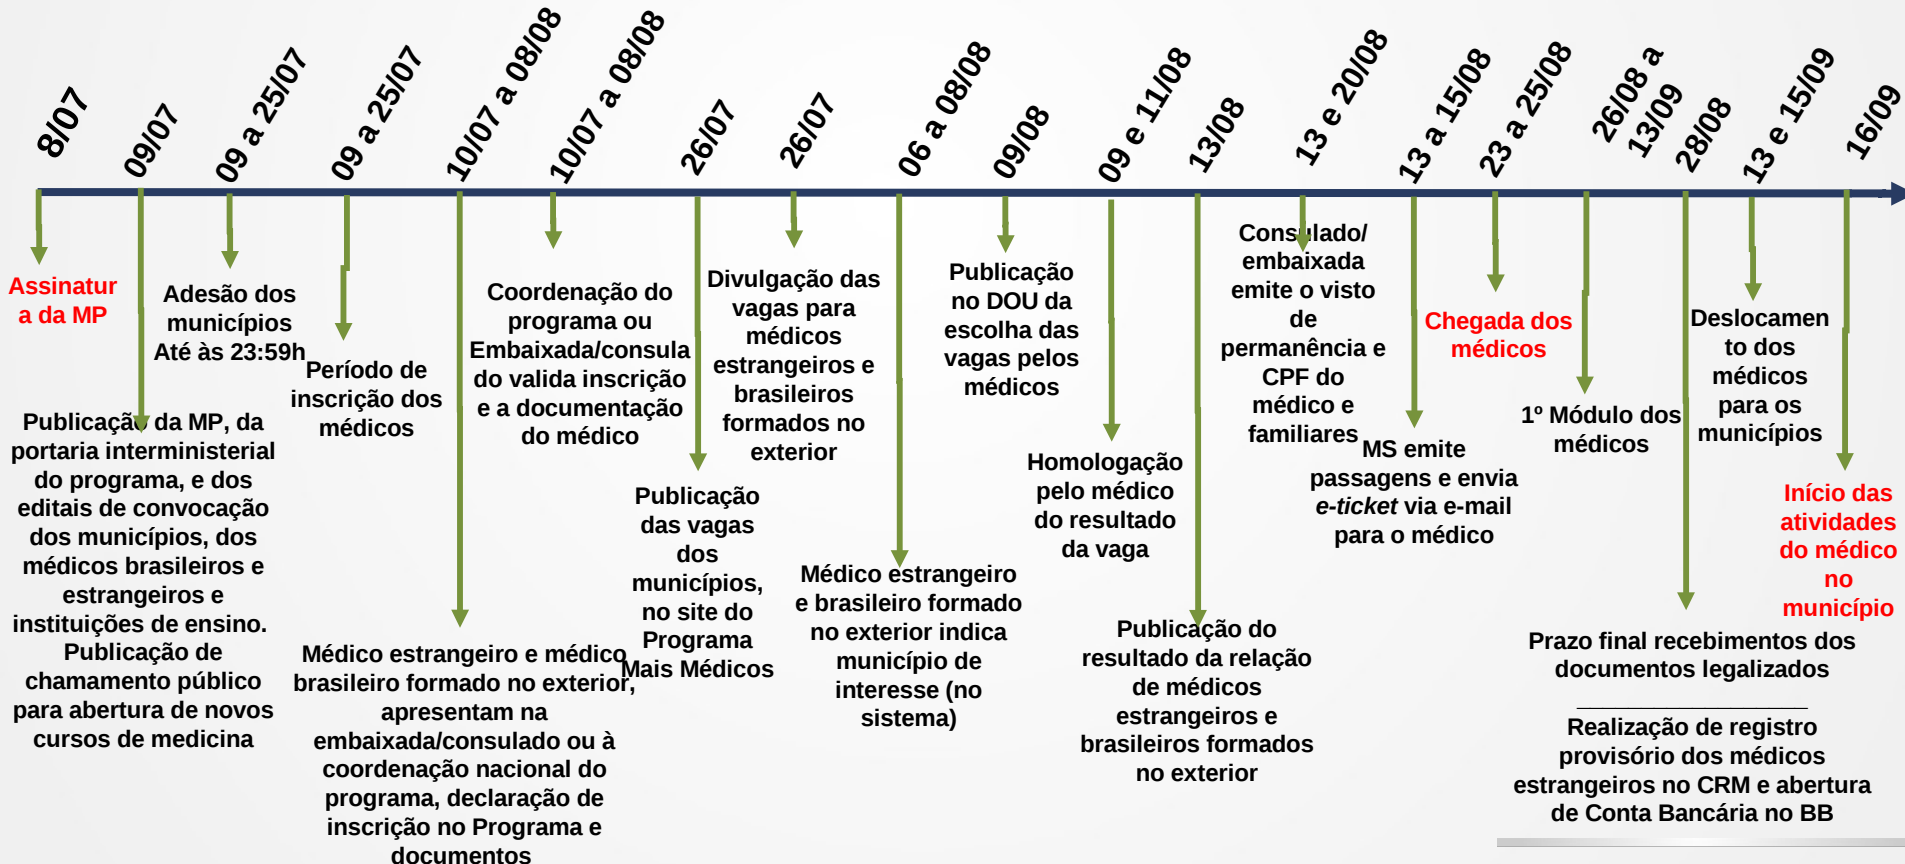 8/07
09/07
09 a 25/07
09 a 25/07
10/07 a 08/08
10/07 a 08/08
26/07
26/07
06 a 08/08
09/08
09 e 11/08
13/08
13 e 20/08
13 a 15/08
23 a 25/08
26/08 a
13/09
28/08
13 e 15/09
16/09
Assinatur
a da MP
Publicação da MP, da
portaria interministerial
do programa, e dos
editais de convocação
dos municípios, dos
médicos brasileiros e
estrangeiros e
instituições de ensino.
Publicação de
chamamento público
para abertura de novos
cursos de medicina
Adesão dos
municípios
Até às 23:59h
Período de
inscrição dos
médicos
Médico estrangeiro e médico
brasileiro formado no exterior,
apresentam na
embaixada/consulado ou à
coordenação nacional do
programa, declaração de
inscrição no Programa e
documentos
Coordenação do
programa ou
Embaixada/consula
do valida inscrição
e a documentação
do médico
Publicação
das vagas
dos
municípios,
no site do
Programa
Mais Médicos
Divulgação das
vagas para
médicos
estrangeiros e
brasileiros
formados no
exterior
Médico estrangeiro
e brasileiro formado
no exterior indica
município de
interesse (no
sistema)
Publicação
no DOU da
escolha das
vagas pelos
médicos
Homologação
pelo médico
do resultado
da vaga
Publicação do
resultado da relação
de médicos
estrangeiros e
brasileiros formados
no exterior
Consulado/
embaixada
emite o visto
de
permanência e
CPF do
médico e
familiares
MS emite
passagens e envia
e-ticket via e-mail
para o médico
Chegada dos
médicos
1º Módulo dos
médicos
Prazo final recebimentos dos
documentos legalizados
Realização de registro
provisório dos médicos
estrangeiros no CRM e abertura
de Conta Bancária no BB
Deslocamen
to dos
médicos
para os
municípios
Início das
atividades
do médico
no
município